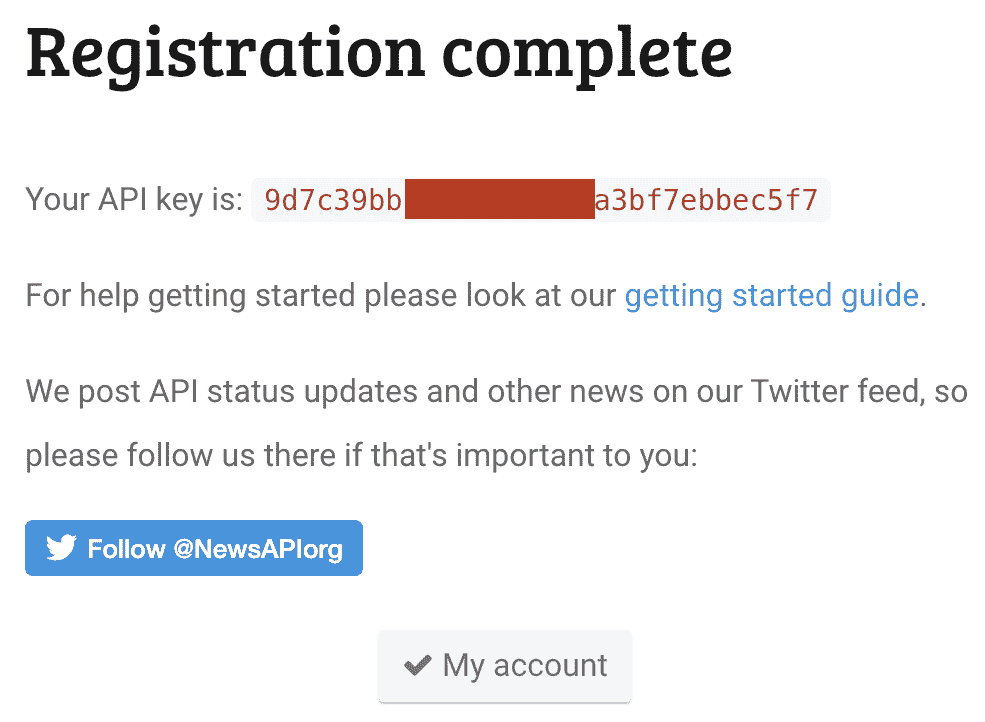 Registration complete
Your API key is: 9d7c39bb a3bf7ebbec5f7
For help getting started please look at our getting started guide.
We post API status updates and other news on our Twitter feed, so
please follow us there if that's important to you:
Follow @NewsAPIorg
My account